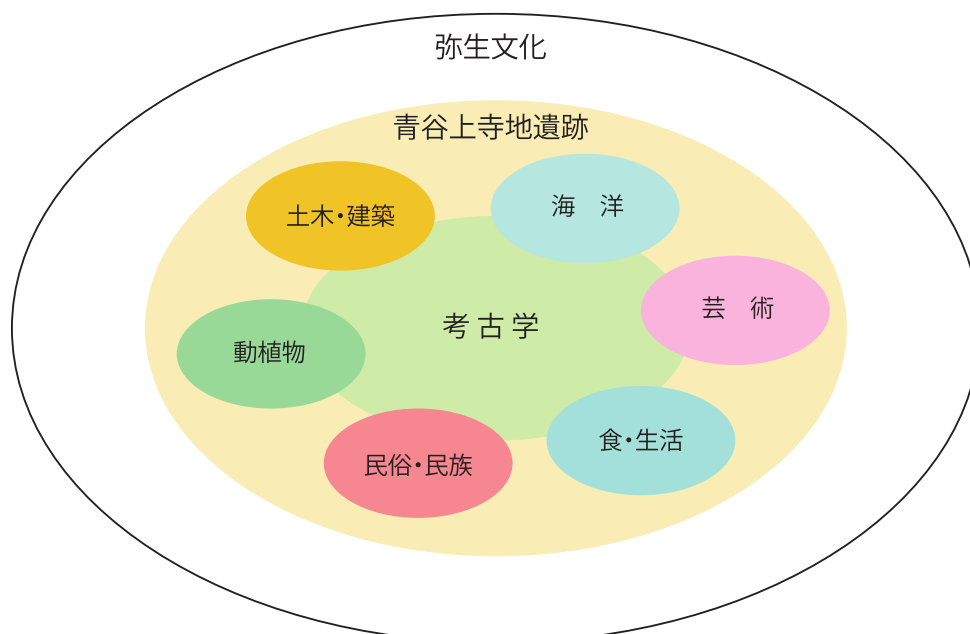 弥生文化
青谷上寺地遺跡
土木・建築
海　洋
芸　術
考 古 学
動植物
食・生活
民俗・民族